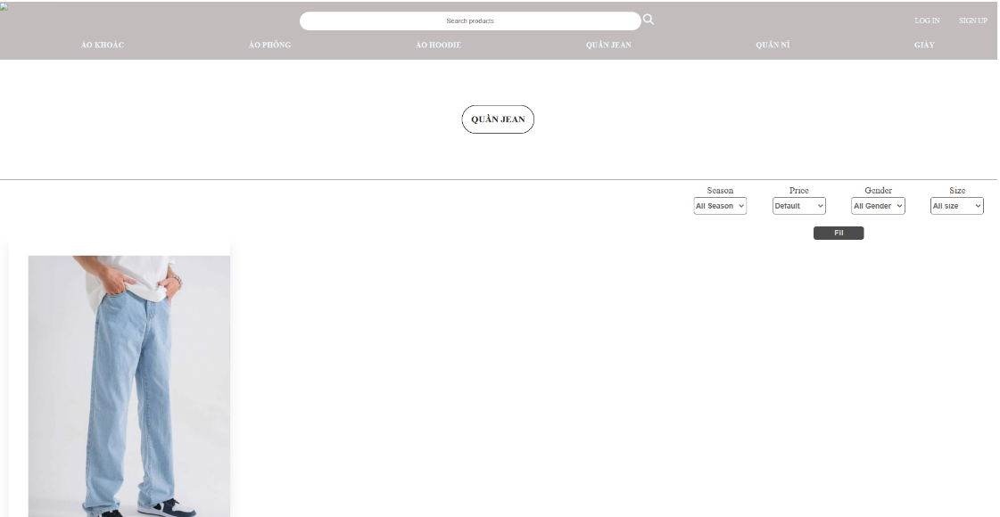 Search products
LOG IN SIGN UP
ÁO KHOÁC ÁO PHÔNG ÁO HOODIE QUẦN JEAN QUẦN NỈ GIÀY
QUẦN JEAN
Season Price Gender Size
All Season Default All Gender All size
Fil